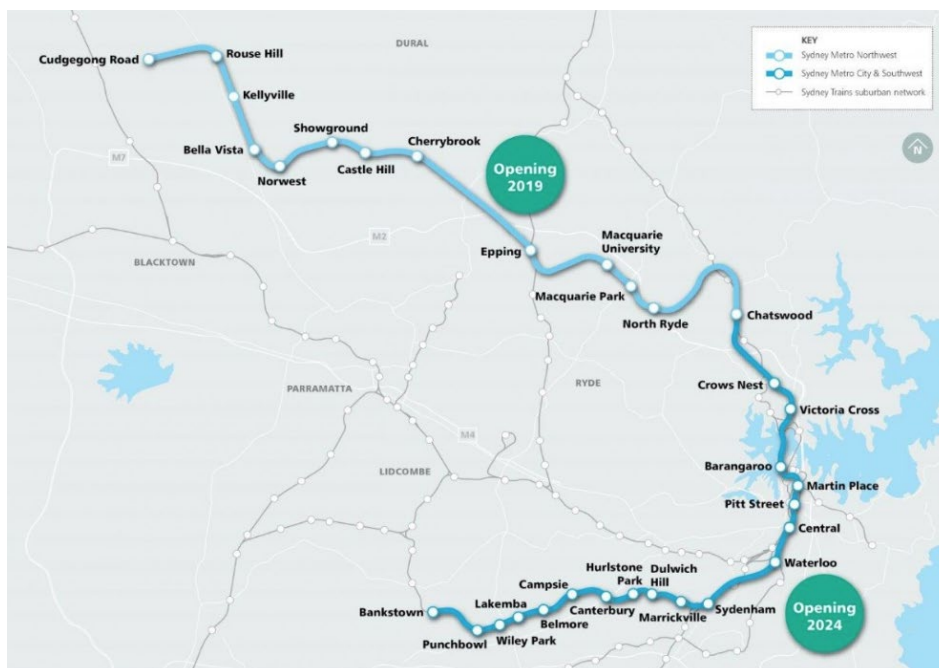 DURAL
KEY
Sydney Metro Northwest
Sydney Metro City & Southwest
Sydney Trains suburban network
N
Cudgegong Road
Rouse Hill
Kellyville
Bella Vista
Norwest
Showground
Castle Hill
Cherrybrook
Opening
2019
M7
M2
BLACKTOWN
Epping
Macquarie
University
Macquarie Park
North Ryde
Chatswood
PARRAMATTA
RYDE
Crows Nest
Victoria Cross
M4
LIDCOMBE
Barangaroo
Martin Place
Pitt Street
Central
Waterloo
Bankstown
Punchbowl
Lakemba
Wiley Park
Campsie
Belmore
Hurlstone
Park
Canterbury
Dulwich
Hill
Marrickville
Sydenham
Opening
2024